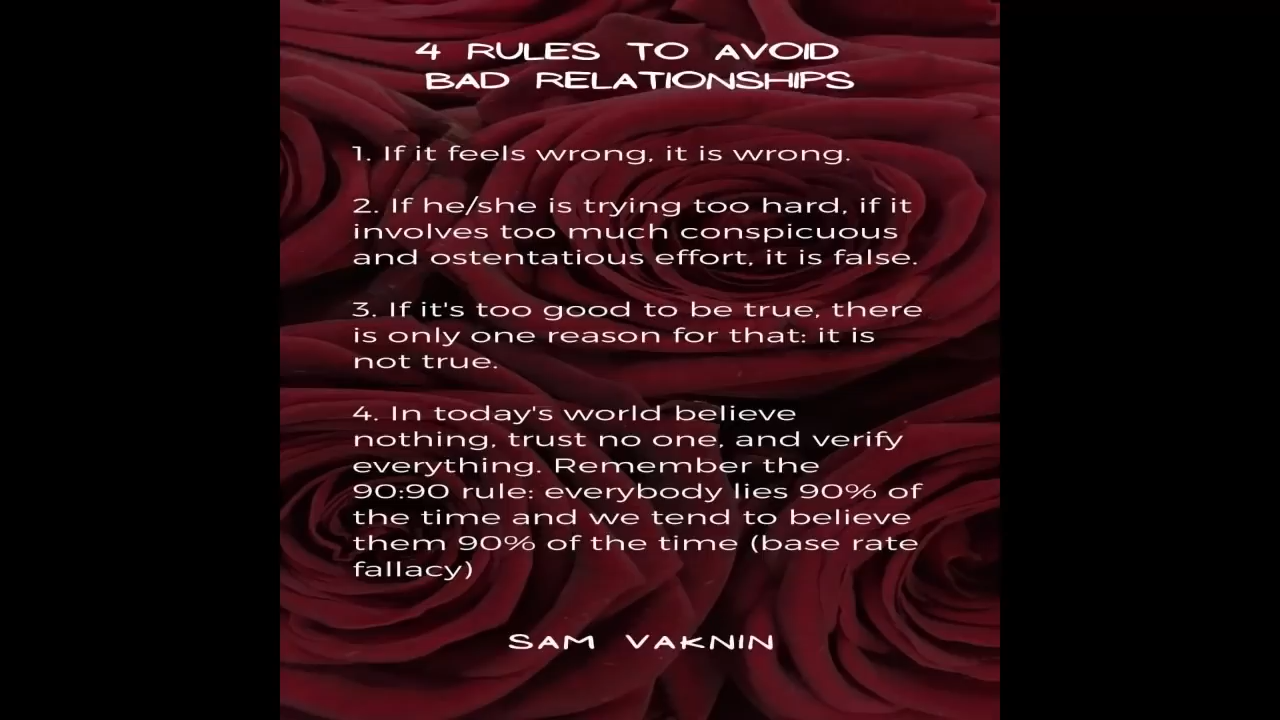 4 RULES TO AVOID
BAD RELATIONSHIPS
1. If it feels wrong, it is wrong.
2. If he/she is trying too hard, if it
involves too much conspicuous
and ostentatious effort, it is false.
3. If it's too good to be true, there
is only one reason for that: it is
not true.
4. In today's world believe
nothing, trust no one, and verify
everything. Remember the
90:90 rule: everybody lies 90% of
the time and we tend to believe
them 90% of the time (base rate
fallacy)
SAM VAKNIN